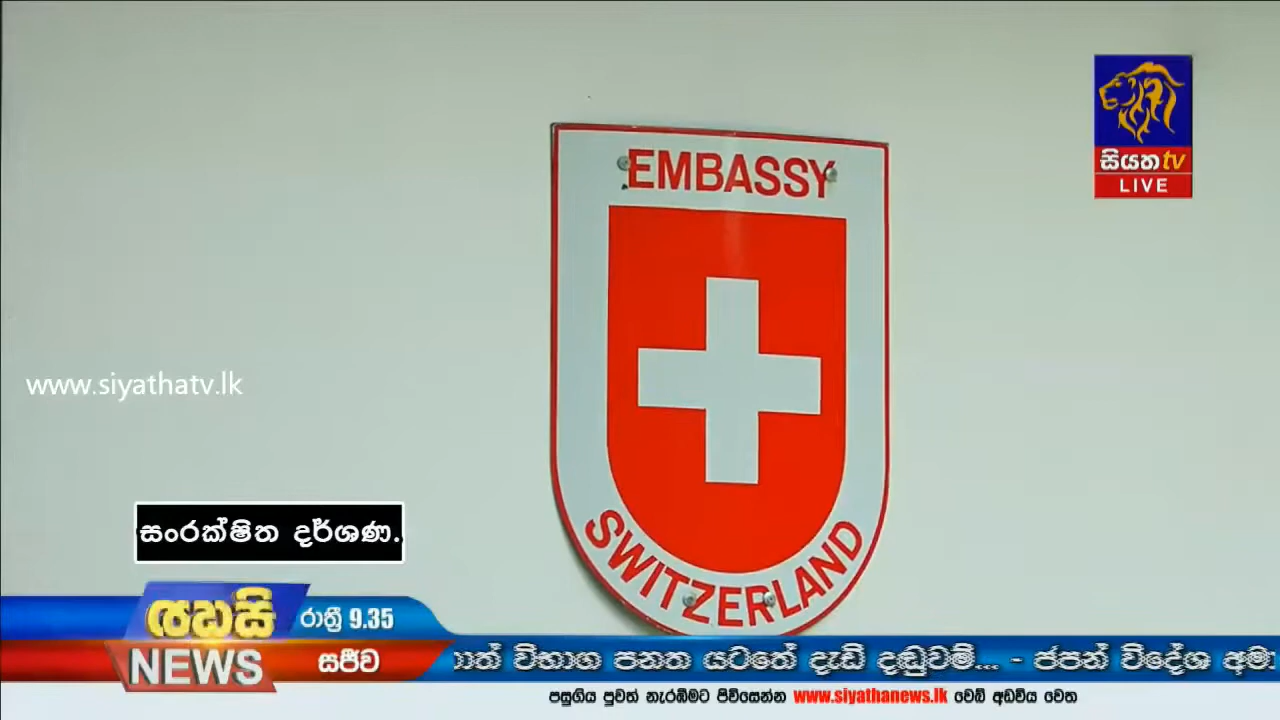 EMBASSY
SWITZERLAND
සියත tv
LIVE
www.siyathatv.lk
සංරක්ෂිත දර්ශණ.
NEWS
රාත්‍රී 9.35
සජීව
විභාග පනත යටතේ දැඩි දඬුවම්... - ජපන් විදේශ අමා
පසුගිය පුවත් නැරඹීමට පිවිසෙන්න www.siyathanews.lk වෙබ් අඩවිය වෙත